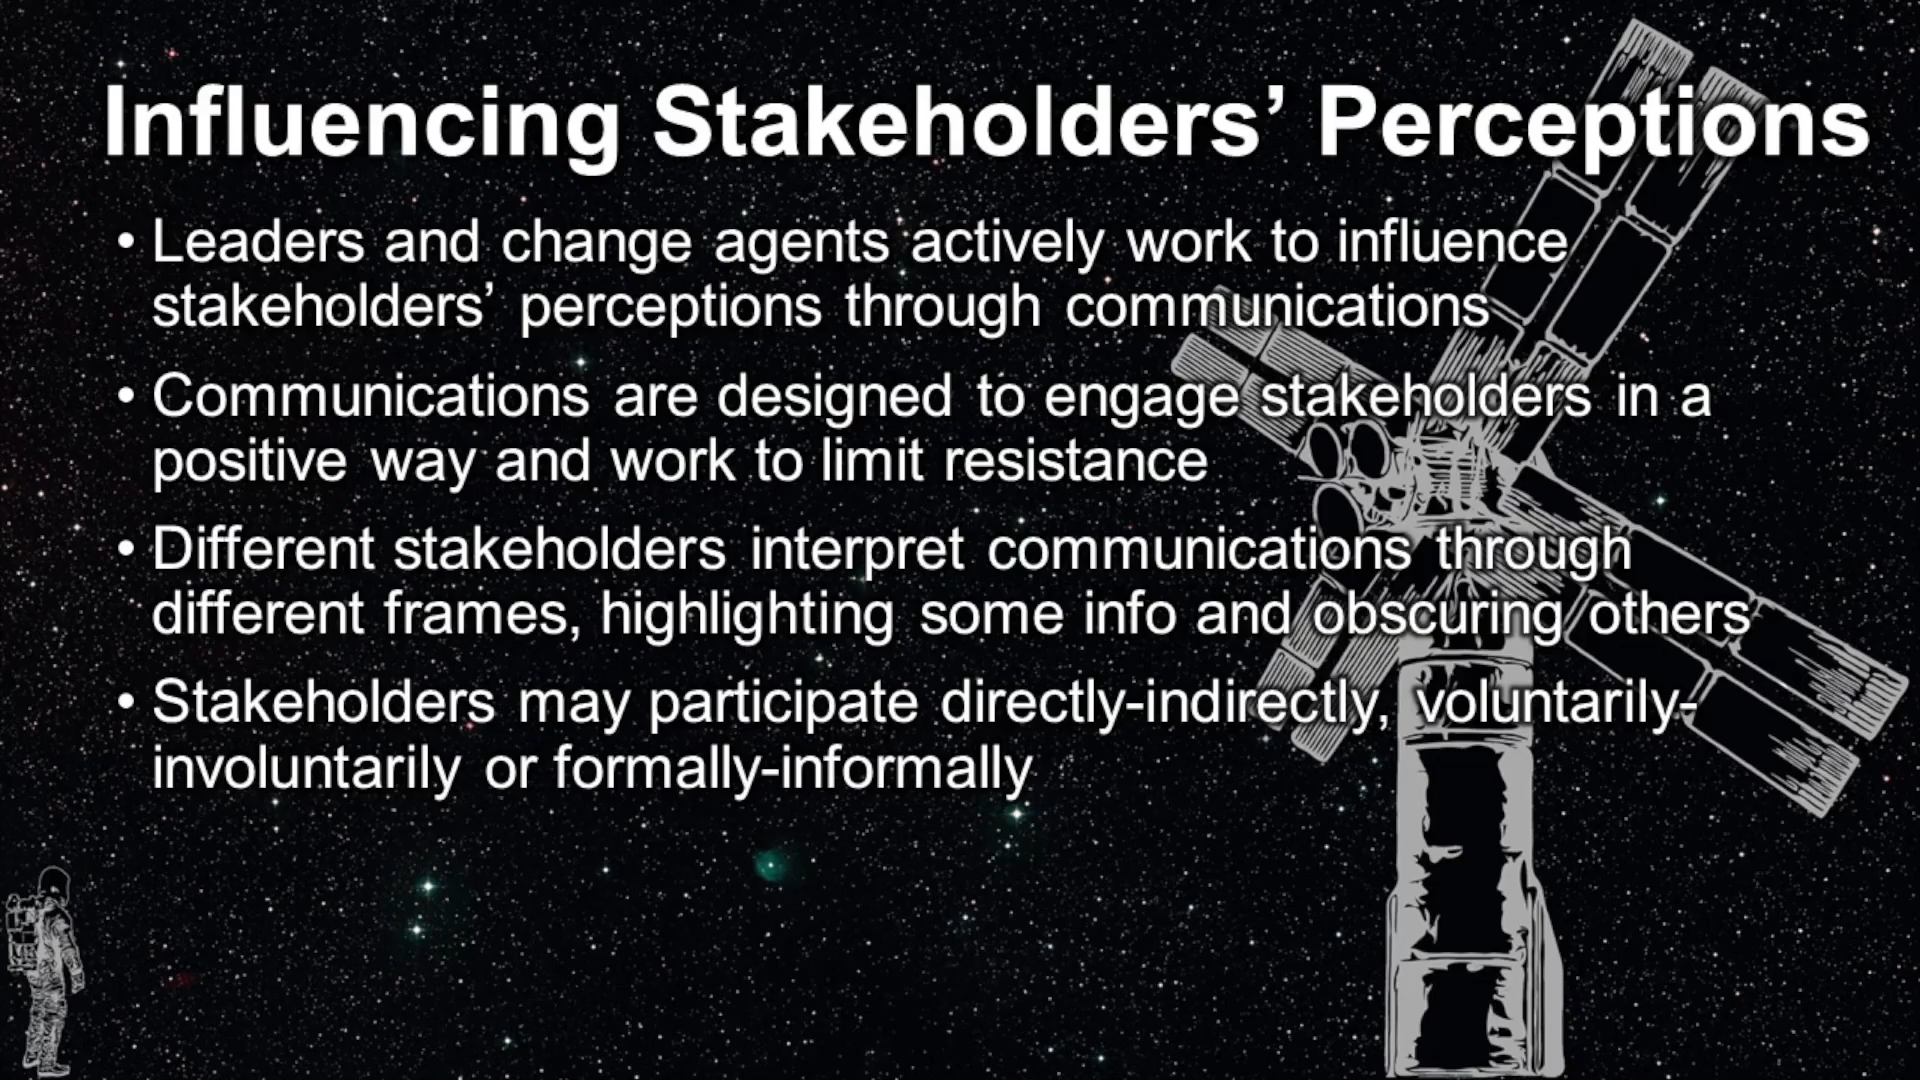 Influencing Stakeholders’ Perceptions
• Leaders and change agents actively work to influence
stakeholders’ perceptions through communications
• Communications are designed to engage stakeholders in a
positive way and work to limit resistance
• Different stakeholders interpret communications through
different frames, highlighting some info and obscuring others
• Stakeholders may participate directly-indirectly, voluntarily-
involuntarily or formally-informally